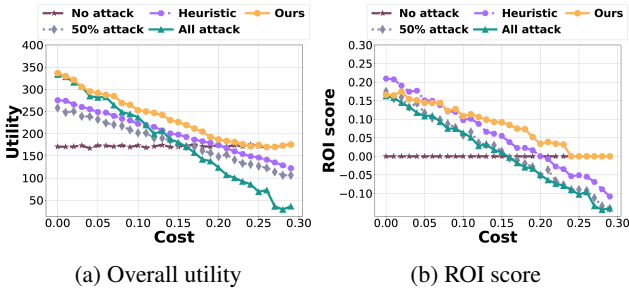 No attack Heuristic Ours
50% attack All attack
400
350
300
250
200
150
100
50
Utility
0.00 0.05 0.10 0.15 0.20 0.25 0.30
Cost
(a) Overall utility
No attack Heuristic Ours
50% attack All attack
0.30
0.25
0.20
0.15
0.10
0.05
0.00
−0.05
−0.10
ROI score
0.00 0.05 0.10 0.15 0.20 0.25 0.30
Cost
(b) ROI score